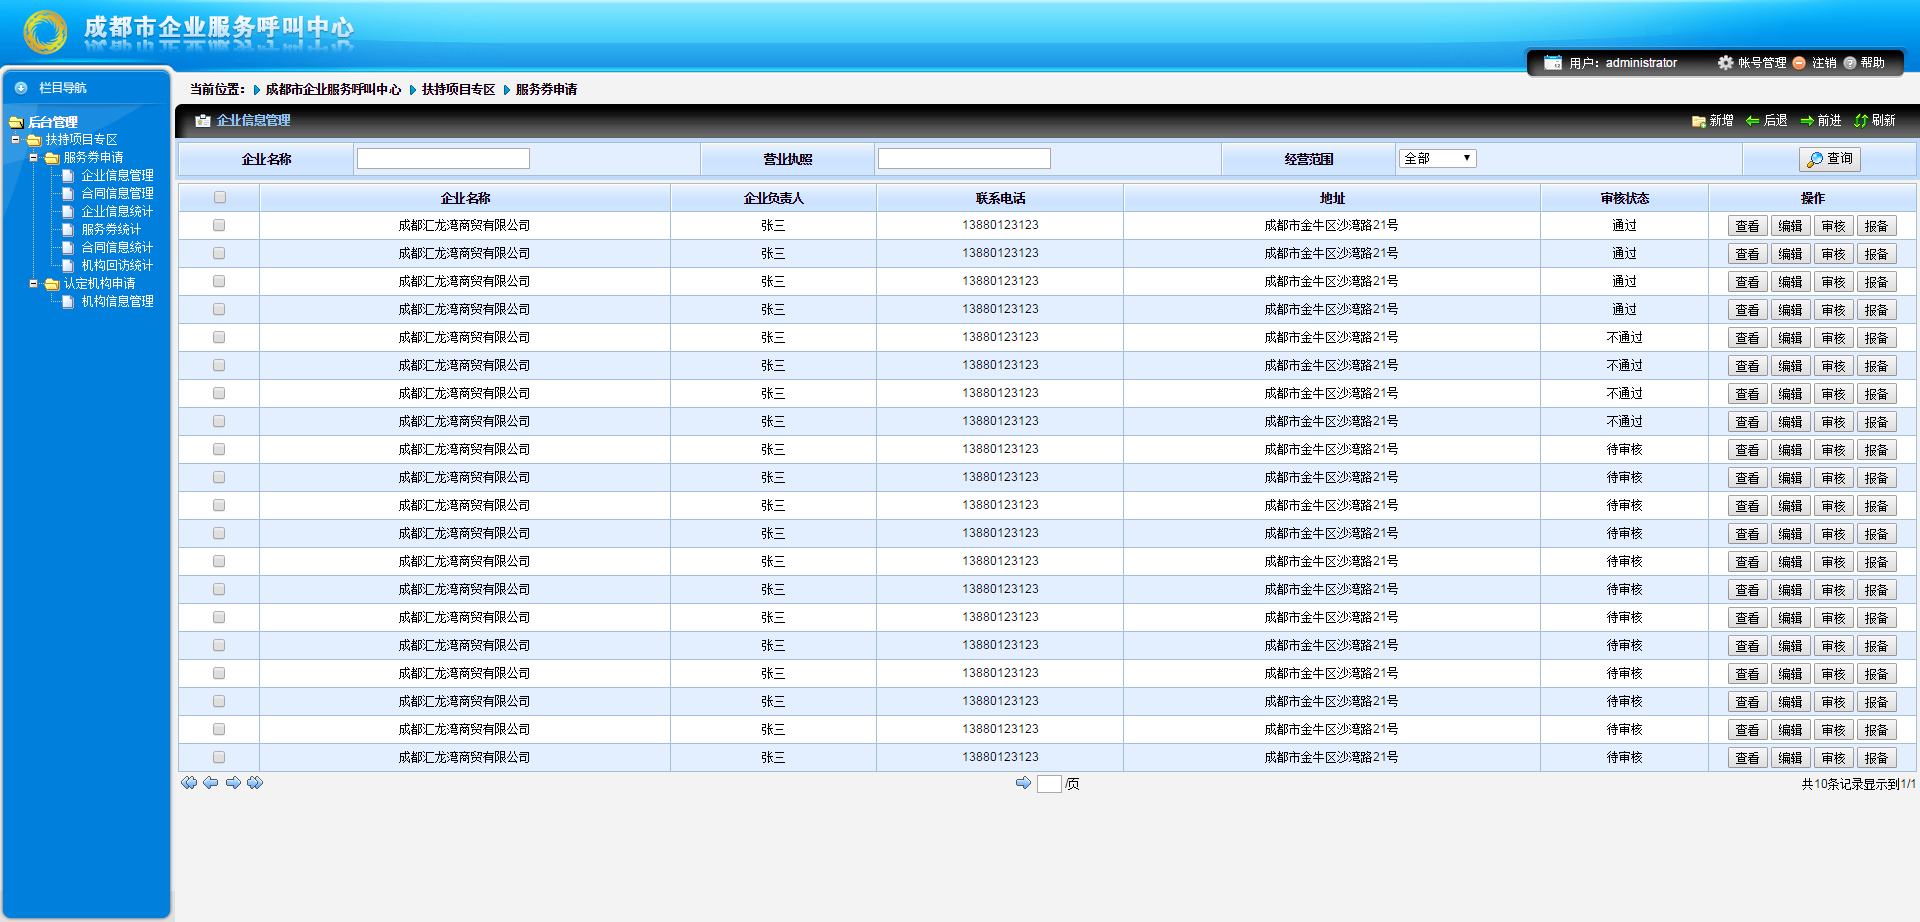 成都市企业服务呼叫中心
用户：administrator 帐号管理 注销 帮助
栏目导航
当前位置： 成都市企业服务呼叫中心 扶持项目专区 服务券申请
后台管理
扶持项目专区
服务券申请
企业信息管理
合同信息管理
企业信息统计
服务券统计
合同信息统计
机构回访统计
认定机构申请
机构信息管理
企业信息管理 新增 后退 前进 刷新
企业名称 营业执照 经营范围 全部 查询
企业名称 企业负责人 联系电话 地址 审核状态 操作
成都汇龙湾商贸有限公司 张三 13880123123 成都市金牛区沙湾路21号 通过 查看 编辑 审核 报备
成都汇龙湾商贸有限公司 张三 13880123123 成都市金牛区沙湾路21号 通过 查看 编辑 审核 报备
成都汇龙湾商贸有限公司 张三 13880123123 成都市金牛区沙湾路21号 通过 查看 编辑 审核 报备
成都汇龙湾商贸有限公司 张三 13880123123 成都市金牛区沙湾路21号 通过 查看 编辑 审核 报备
成都汇龙湾商贸有限公司 张三 13880123123 成都市金牛区沙湾路21号 不通过 查看 编辑 审核 报备
成都汇龙湾商贸有限公司 张三 13880123123 成都市金牛区沙湾路21号 不通过 查看 编辑 审核 报备
成都汇龙湾商贸有限公司 张三 13880123123 成都市金牛区沙湾路21号 不通过 查看 编辑 审核 报备
成都汇龙湾商贸有限公司 张三 13880123123 成都市金牛区沙湾路21号 不通过 查看 编辑 审核 报备
成都汇龙湾商贸有限公司 张三 13880123123 成都市金牛区沙湾路21号 待审核 查看 编辑 审核 报备
成都汇龙湾商贸有限公司 张三 13880123123 成都市金牛区沙湾路21号 待审核 查看 编辑 审核 报备
成都汇龙湾商贸有限公司 张三 13880123123 成都市金牛区沙湾路21号 待审核 查看 编辑 审核 报备
成都汇龙湾商贸有限公司 张三 13880123123 成都市金牛区沙湾路21号 待审核 查看 编辑 审核 报备
成都汇龙湾商贸有限公司 张三 13880123123 成都市金牛区沙湾路21号 待审核 查看 编辑 审核 报备
成都汇龙湾商贸有限公司 张三 13880123123 成都市金牛区沙湾路21号 待审核 查看 编辑 审核 报备
成都汇龙湾商贸有限公司 张三 13880123123 成都市金牛区沙湾路21号 待审核 查看 编辑 审核 报备
成都汇龙湾商贸有限公司 张三 13880123123 成都市金牛区沙湾路21号 待审核 查看 编辑 审核 报备
成都汇龙湾商贸有限公司 张三 13880123123 成都市金牛区沙湾路21号 待审核 查看 编辑 审核 报备
成都汇龙湾商贸有限公司 张三 13880123123 成都市金牛区沙湾路21号 待审核 查看 编辑 审核 报备
成都汇龙湾商贸有限公司 张三 13880123123 成都市金牛区沙湾路21号 待审核 查看 编辑 审核 报备
成都汇龙湾商贸有限公司 张三 13880123123 成都市金牛区沙湾路21号 待审核 查看 编辑 审核 报备
/页 共10条记录显示到1/1